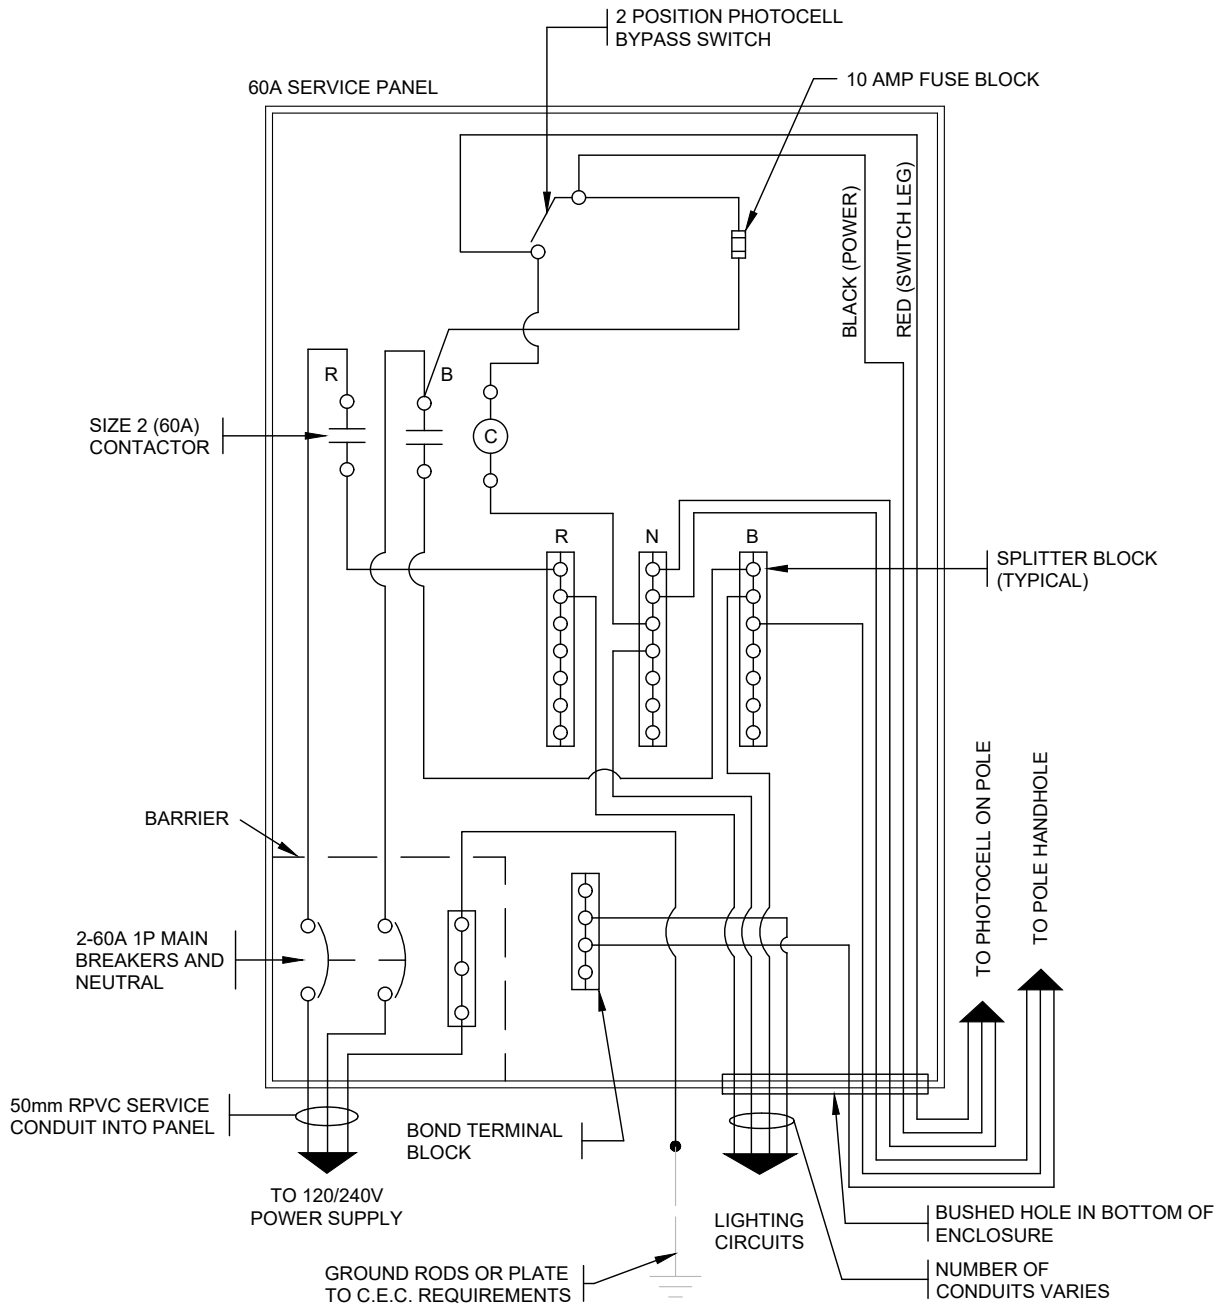 2 POSITION PHOTOCELL
BYPASS SWITCH
60A SERVICE PANEL
10 AMP FUSE BLOCK
BLACK (POWER)
RED (SWITCH LEG)
R
B
SIZE 2 (60A)
CONTACTOR
C
R
N
B
SPLITTER BLOCK
(TYPICAL)
TO PHOTOCELL ON POLE
TO POLE HANDHOLE
BARRIER
2-60A 1P MAIN
BREAKERS AND
NEUTRAL
50mm RPVC SERVICE
CONDUIT INTO PANEL
BOND TERMINAL
BLOCK
TO 120/240V
POWER SUPPLY
LIGHTING
CIRCUITS
BUSHED HOLE IN BOTTOM OF
ENCLOSURE
GROUND RODS OR PLATE
TO C.E.C. REQUIREMENTS
NUMBER OF
CONDUITS VARIES